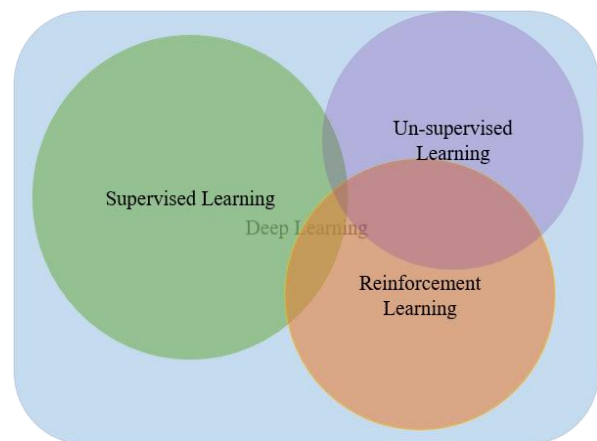 Un-supervised
Learning
Supervised Learning
Deep Learning
Reinforcement
Learning